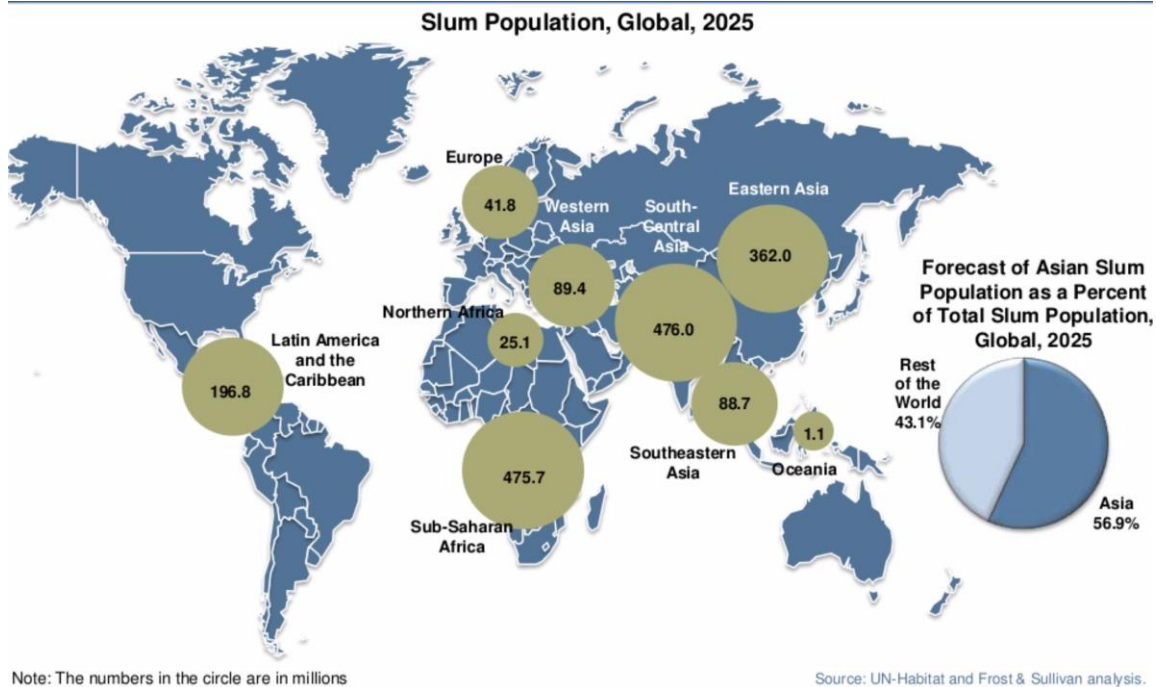 Slum Population, Global, 2025
Europe
41.8
Western
Asia
89.4
South-
Central
Asia
476.0
Eastern Asia
362.0
Northern Africa
25.1
Latin America
and the
Caribbean
196.8
Sub-Saharan
Africa
475.7
Southeastern
Asia
88.7
Oceania
1.1
Forecast of Asian Slum
Population as a Percent
of Total Slum Population,
Global, 2025
Rest
of the
World
43.1%
Asia
56.9%
Note: The numbers in the circle are in millions
Source: UN-Habitat and Frost & Sullivan analysis.